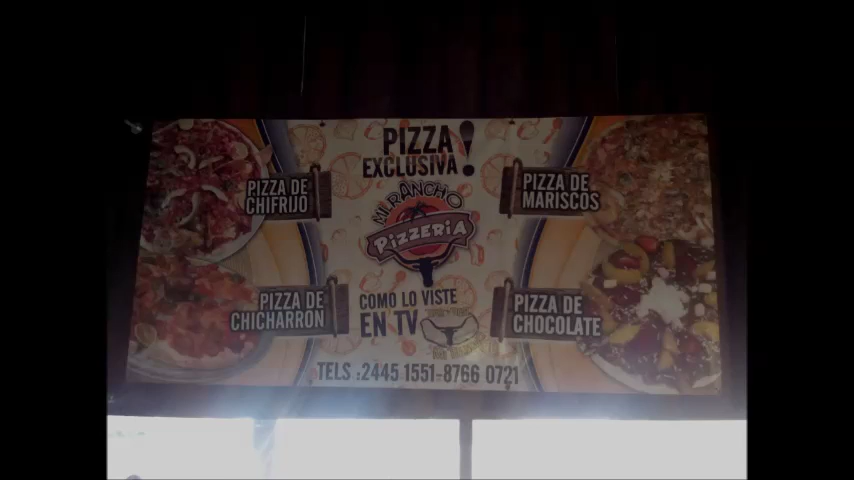 PIZZA
EXCLUSIVA!
PIZZA DE
CHIFRIJO
PIZZA DE
MARISCOS
MI RANCHO
PIZZERIA
PIZZA DE
CHICHARRON
COMO LO VISTE
EN TV
PIZZA DE
CHOCOLATE
TELS :2445 1551-8766 0721